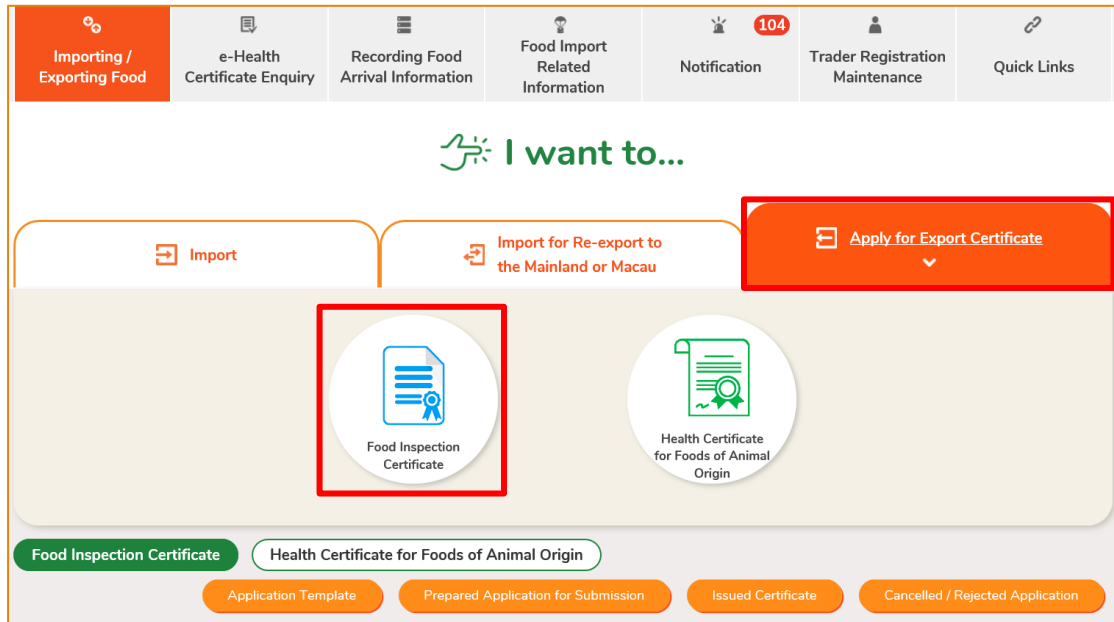 104
Importing /
Exporting Food
e-Health
Certificate Enquiry
Recording Food
Arrival Information
Food Import
Related
Information
Notification
Trader Registration
Maintenance
Quick Links
I want to...
Import
Import for Re-export to
the Mainland or Macau
Apply for Export Certificate
Food Inspection
Certificate
Health Certificate
for Foods of Animal
Origin
Food Inspection Certificate
Health Certificate for Foods of Animal Origin
Application Template
Prepared Application for Submission
Issued Certificate
Cancelled / Rejected Application